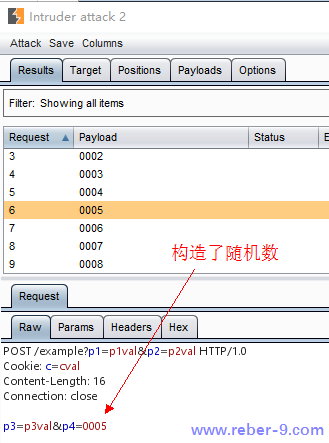 Intruder attack 2
Attack Save Columns
Results Target Positions Payloads Options
Filter: Showing all items
Request Payload Status
3 0002
4 0003
5 0004
6 0005
7 0006
8 0007
9 0008
构造了随机数
Request
Raw Params Headers Hex
POST /example?p1=p1val&p2=p2val HTTP/1.0
Cookie: c=cval
Content-Length: 16
Connection: close
p3=p3val&p4=0005
www.reber-9.com